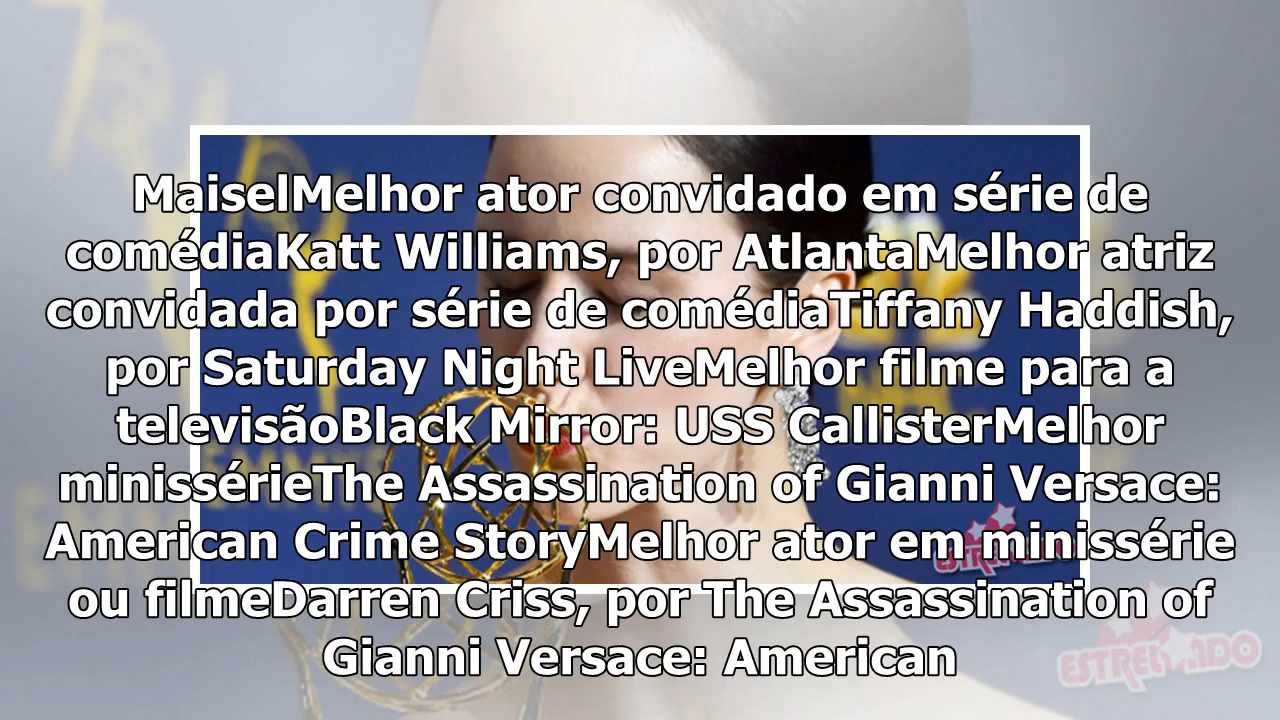 MaiselMelhor ator convidado em série de
comédiaKatt Williams, por AtlantaMelhor atriz
convidada por série de comédiaTiffany Haddish,
por Saturday Night LiveMelhor filme para a
televisãoBlack Mirror: USS CallisterMelhor
minissérieThe Assassination of Gianni Versace:
American Crime StoryMelhor ator em minissérie
ou filmeDarren Criss, por The Assassination of
Gianni Versace: American